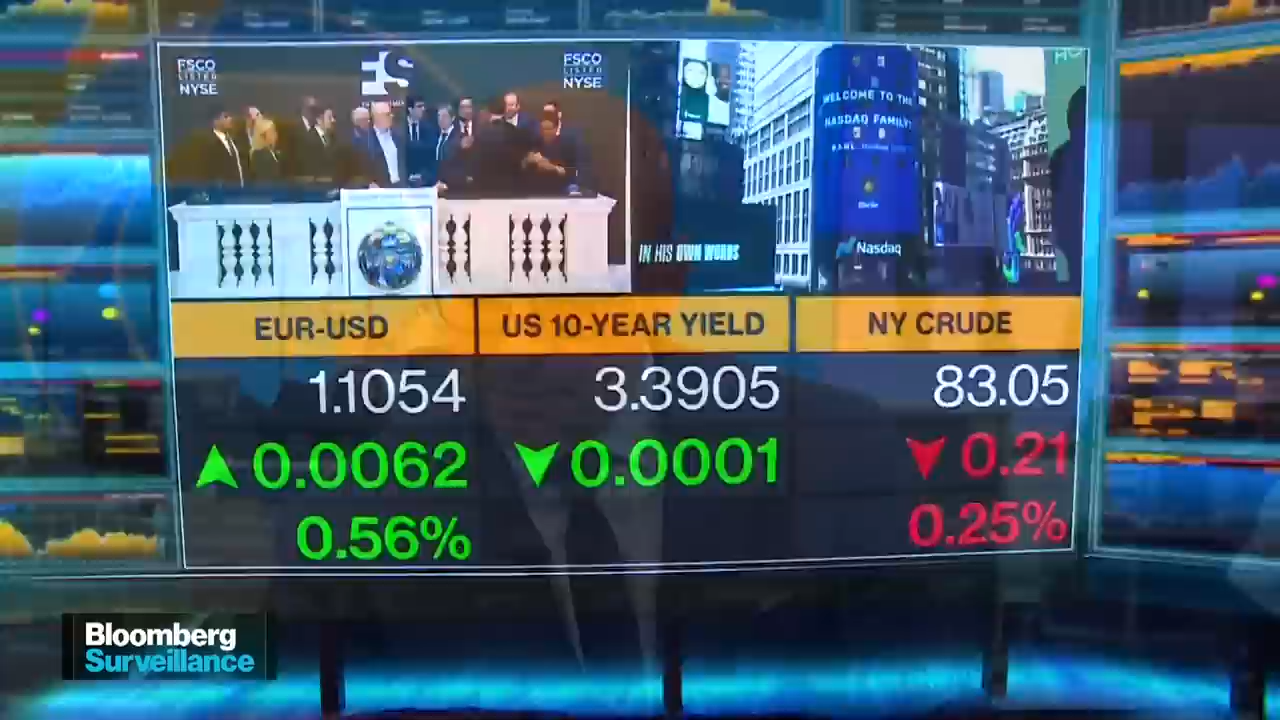 FSCO
LISTED
NYSE
FS
FSCO
LISTED
NYSE
WELCOME TO THE
NASDAQ FAMILY!
IN HIS OWN WORDS
Nasdaq
EUR-USD
US 10-YEAR YIELD
NY CRUDE
1.1054
3.3905
83.05
▲0.0062
▼0.0001
▼0.21
0.56%
0.25%
Bloomberg
Surveillance